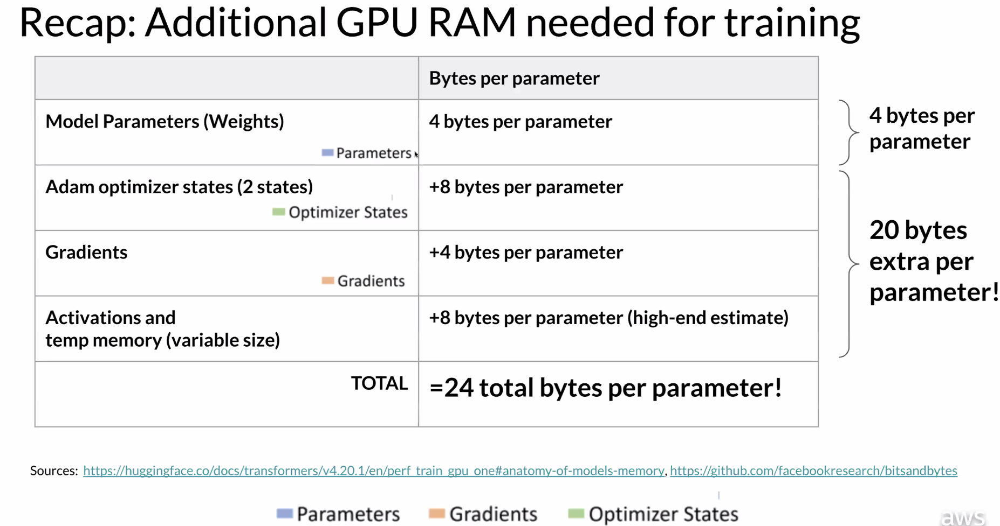 Recap: Additional GPU RAM needed for training
Bytes per parameter
Model Parameters (Weights)
Parameters
4 bytes per parameter
4 bytes per
parameter
Adam optimizer states (2 states)
Optimizer States
+8 bytes per parameter
Gradients
Gradients
+4 bytes per parameter
Activations and
temp memory (variable size)
+8 bytes per parameter (high-end estimate)
20 bytes
extra per
parameter!
TOTAL
=24 total bytes per parameter!
Sources: https://huggingface.co/docs/transformers/v4.20.1/en/perf_train_gpu_one#anatomy-of-models-memory, https://github.com/facebookresearch/bitsandbytes
Parameters Gradients Optimizer States
aws